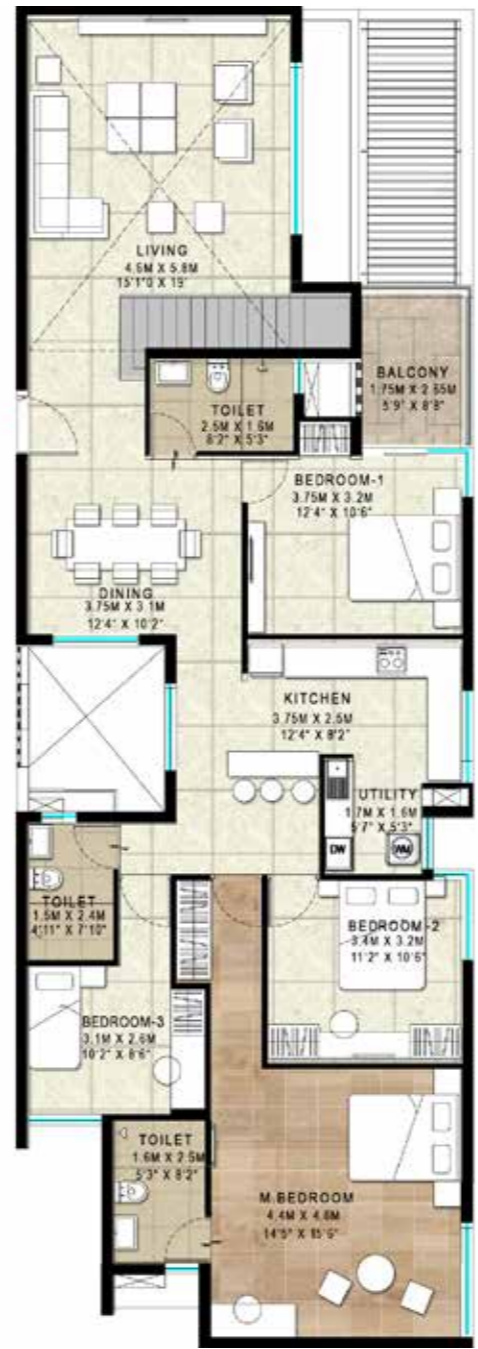 LIVING
4.6M X 5.8M
15'1"0 X 19'
BALCONY
1.75M X 2.65M
5'9" X 8'8"
TOILET
2.5M X 1.6M
8'2" X 5'3"
BEDROOM-1
3.75M X 3.2M
12'4" X 10'6"
DINING
3.75M X 3.1M
12'4" X 10'2"
KITCHEN
3.75M X 2.5M
12'4" X 8'2"
UTILITY
1.7M X 1.6M
5'7" X 5'3"
DW
WM
TOILET
1.5M X 2.4M
4'11" X 7'10"
BEDROOM-2
3.4M X 3.2M
11'2" X 10'6"
BEDROOM-3
3.1M X 2.6M
10'2" X 8'6"
TOILET
1.6M X 2.5M
5'3" X 8'2"
M.BEDROOM
4.4M X 4.8M
14'5" X 15'6"